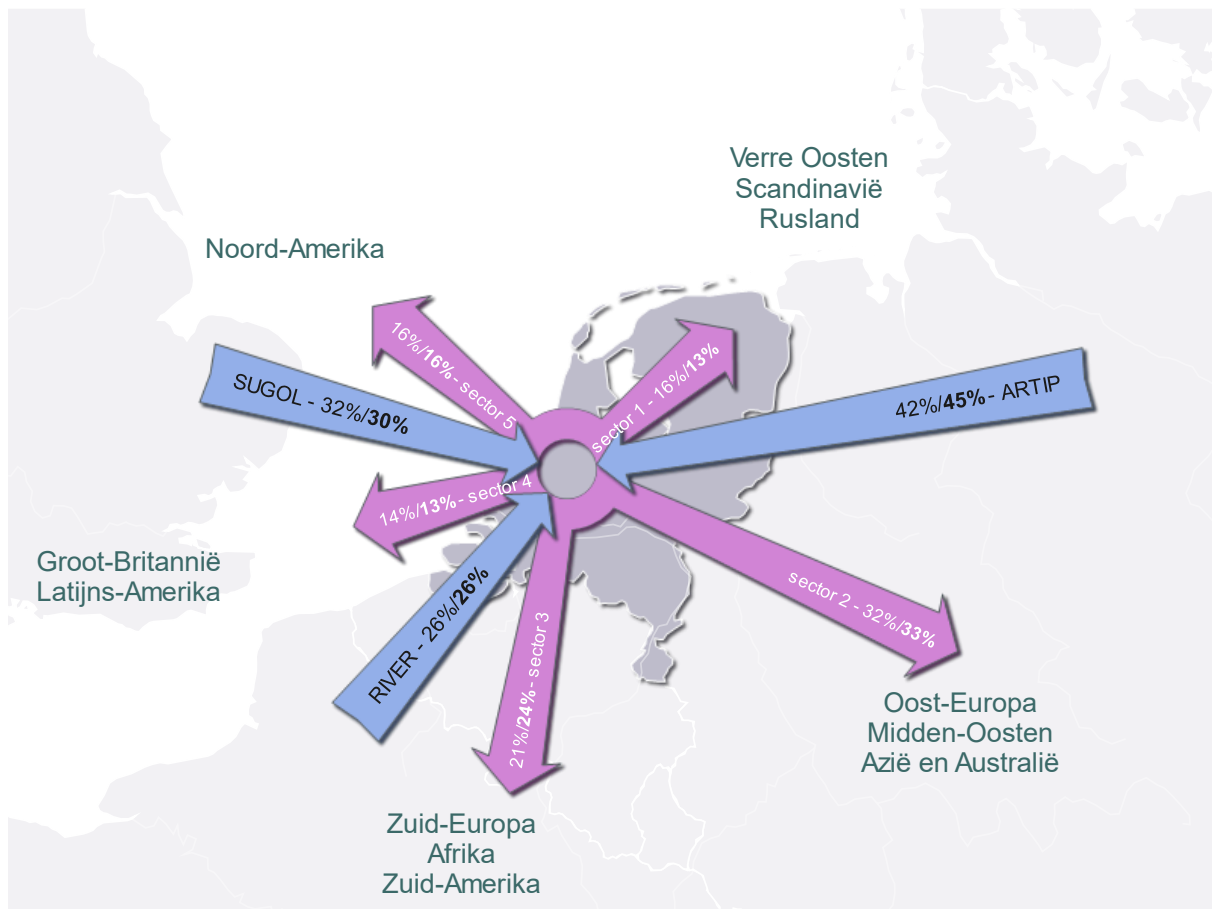 Verre Oosten
Scandinavië
Rusland
Noord-Amerika
16%/16%- sector 5
sector 1 - 16%/13%
SUGOL - 32%/30%
42%/45%- ARTIP
14%/13%- sector 4
Groot-Britannië
Latijns-Amerika
RIVER - 26%/26%
21%/24%- sector 3
sector 2 - 32%/33%
Oost-Europa
Midden-Oosten
Azië en Australië
Zuid-Europa
Afrika
Zuid-Amerika